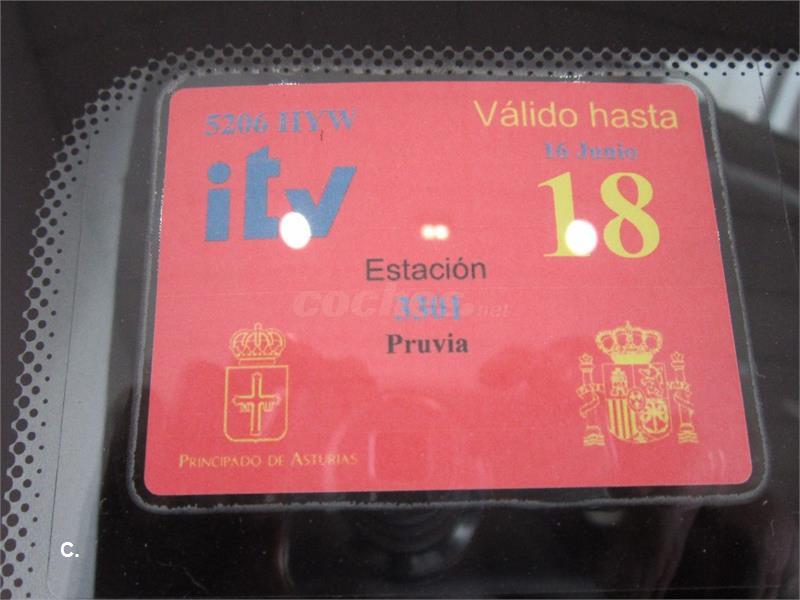 5206 HYW
Válido hasta
16 Junio
itv
18
Estación
3301
coches.net
Pruvia
PRINCIPADO DE ASTURIAS
C.